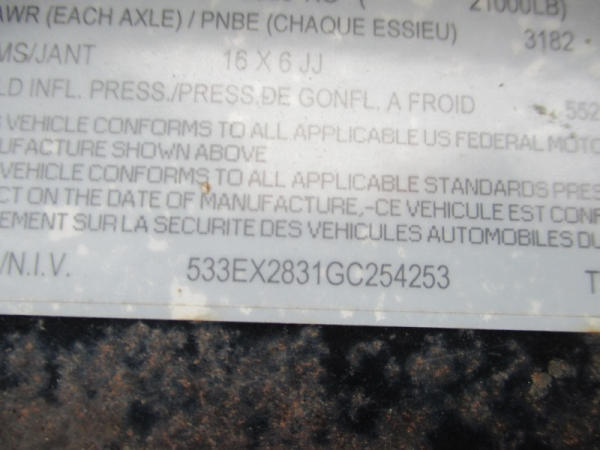 21000LB)
AWR (EACH AXLE) / PNBE (CHAQUE ESSIEU) 3182
MS/JANT 16 X 6 JJ
LD INFL. PRESS./PRESS.DE GONFL. A FROID 552
VEHICLE CONFORMS TO ALL APPLICABLE US FEDERAL MOTO
NUFACTURE SHOWN ABOVE
VEHICLE CONFORMS TO ALL APPLICABLE STANDARDS PRES
ECT ON THE DATE OF MANUFACTURE,-CE VEHICULE EST CONF
EMENT SUR LA SECURITE DES VEHICULES AUTOMOBILES DU
/N.I.V. 533EX2831GC254253 T